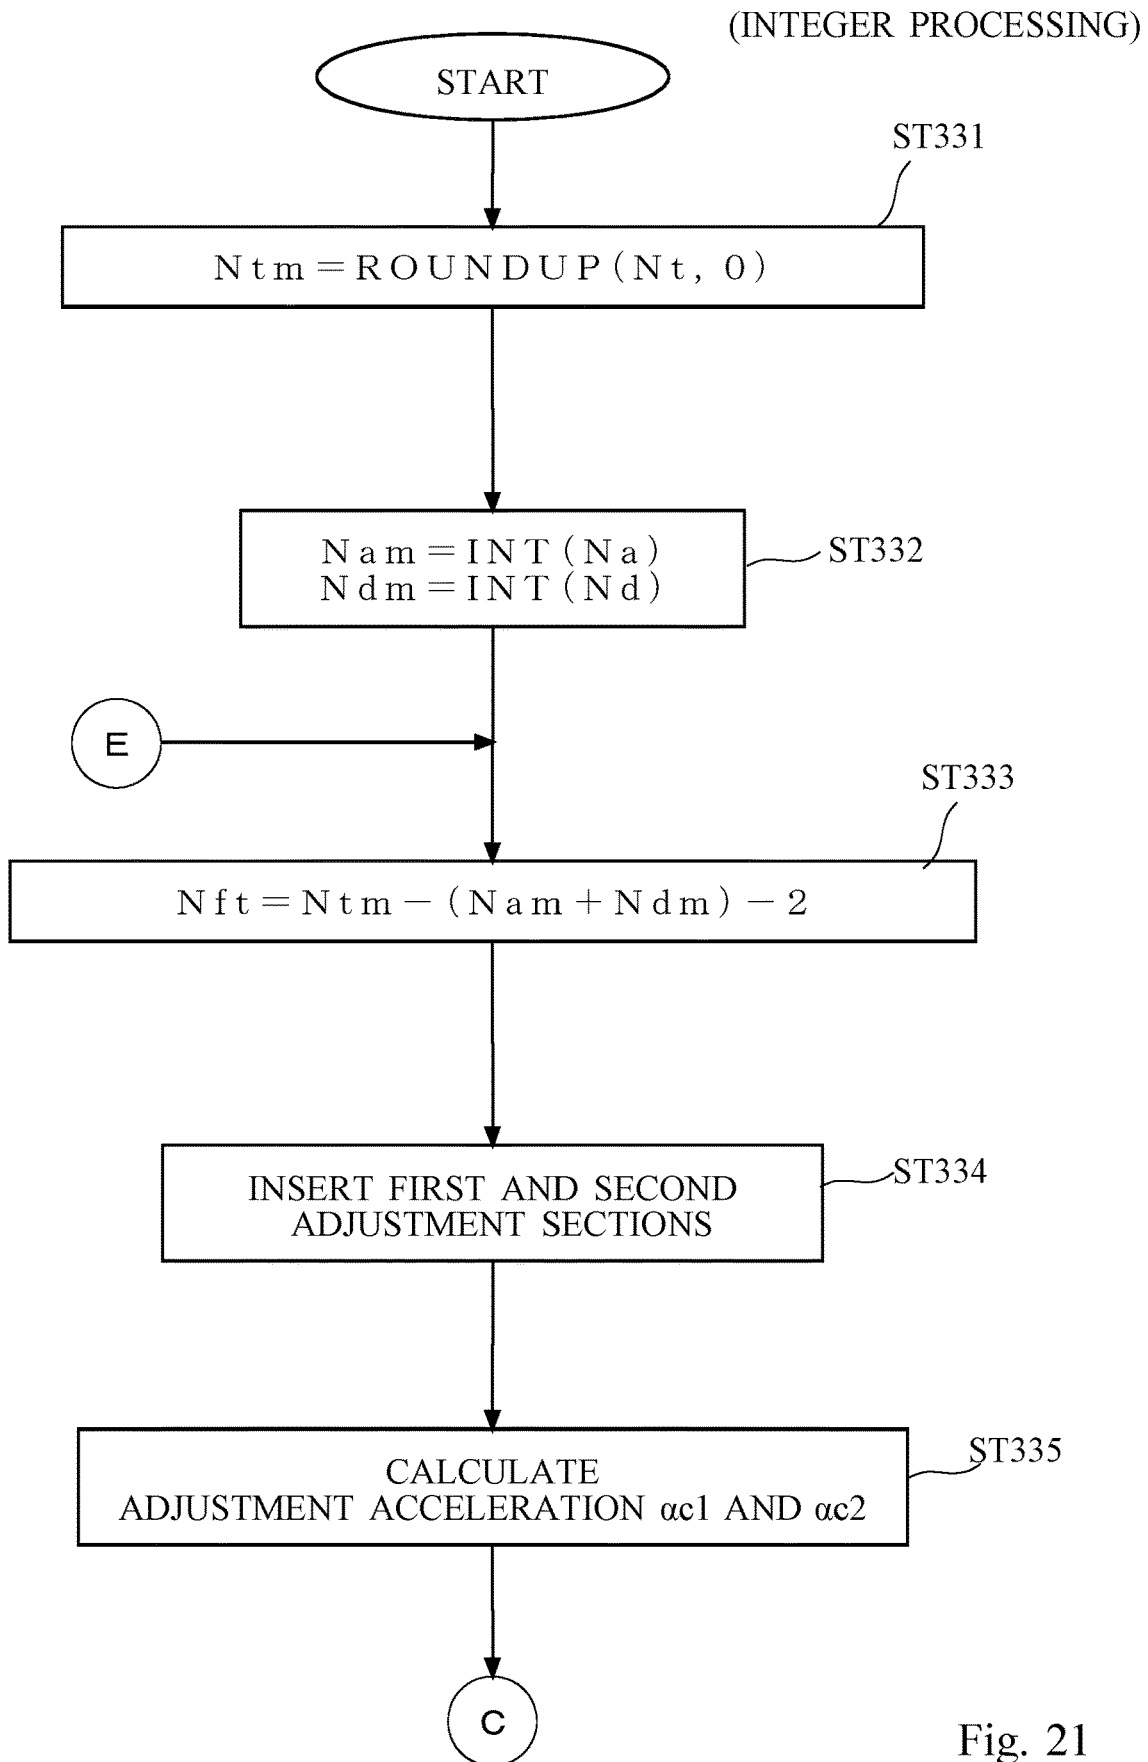 (INTEGER PROCESSING)
START
ST331
Ntm=ROUNDUP(Nt, 0)
Nam=INT(Na)
Ndm=INT(Nd)
ST332
E
ST333
Nft=Ntm-(Nam+Ndm)-2
INSERT FIRST AND SECOND
ADJUSTMENT SECTIONS
ST334
CALCULATE
ADJUSTMENT ACCELERATION αc1 AND αc2
ST335
C
Fig. 21